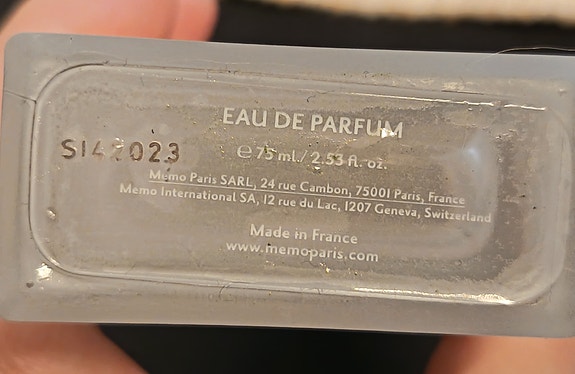 EAU DE PARFUM
SI42023
e 75 ml./ 2.53 fl. oz.
Memo Paris SARL, 24 rue Cambon, 75001 Paris, France
Memo International SA, 12 rue du Lac, 1207 Geneva, Switzerland
Made in France
www.memoparis.com